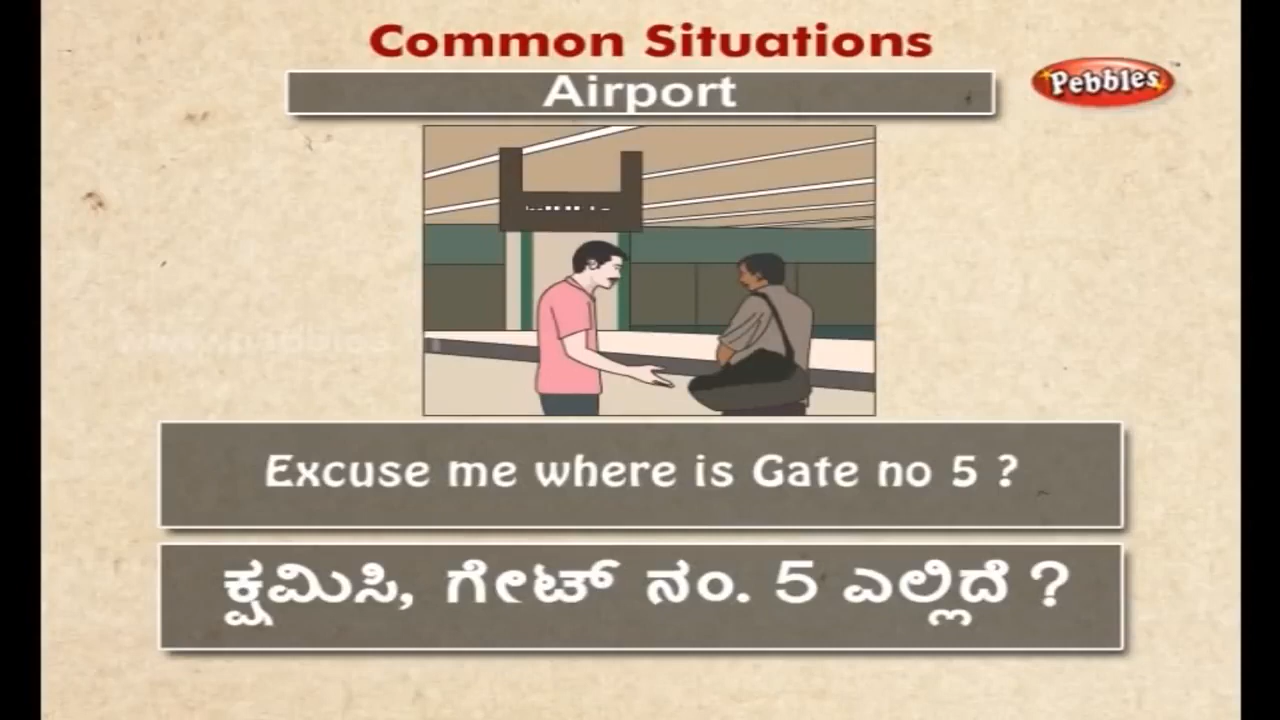 Common Situations
Airport
Pebbles
Excuse me where is Gate no 5 ?
ಕ್ಷಮಿಸಿ, ಗೇಟ್ ನಂ. 5 ಎಲ್ಲಿದೆ ?